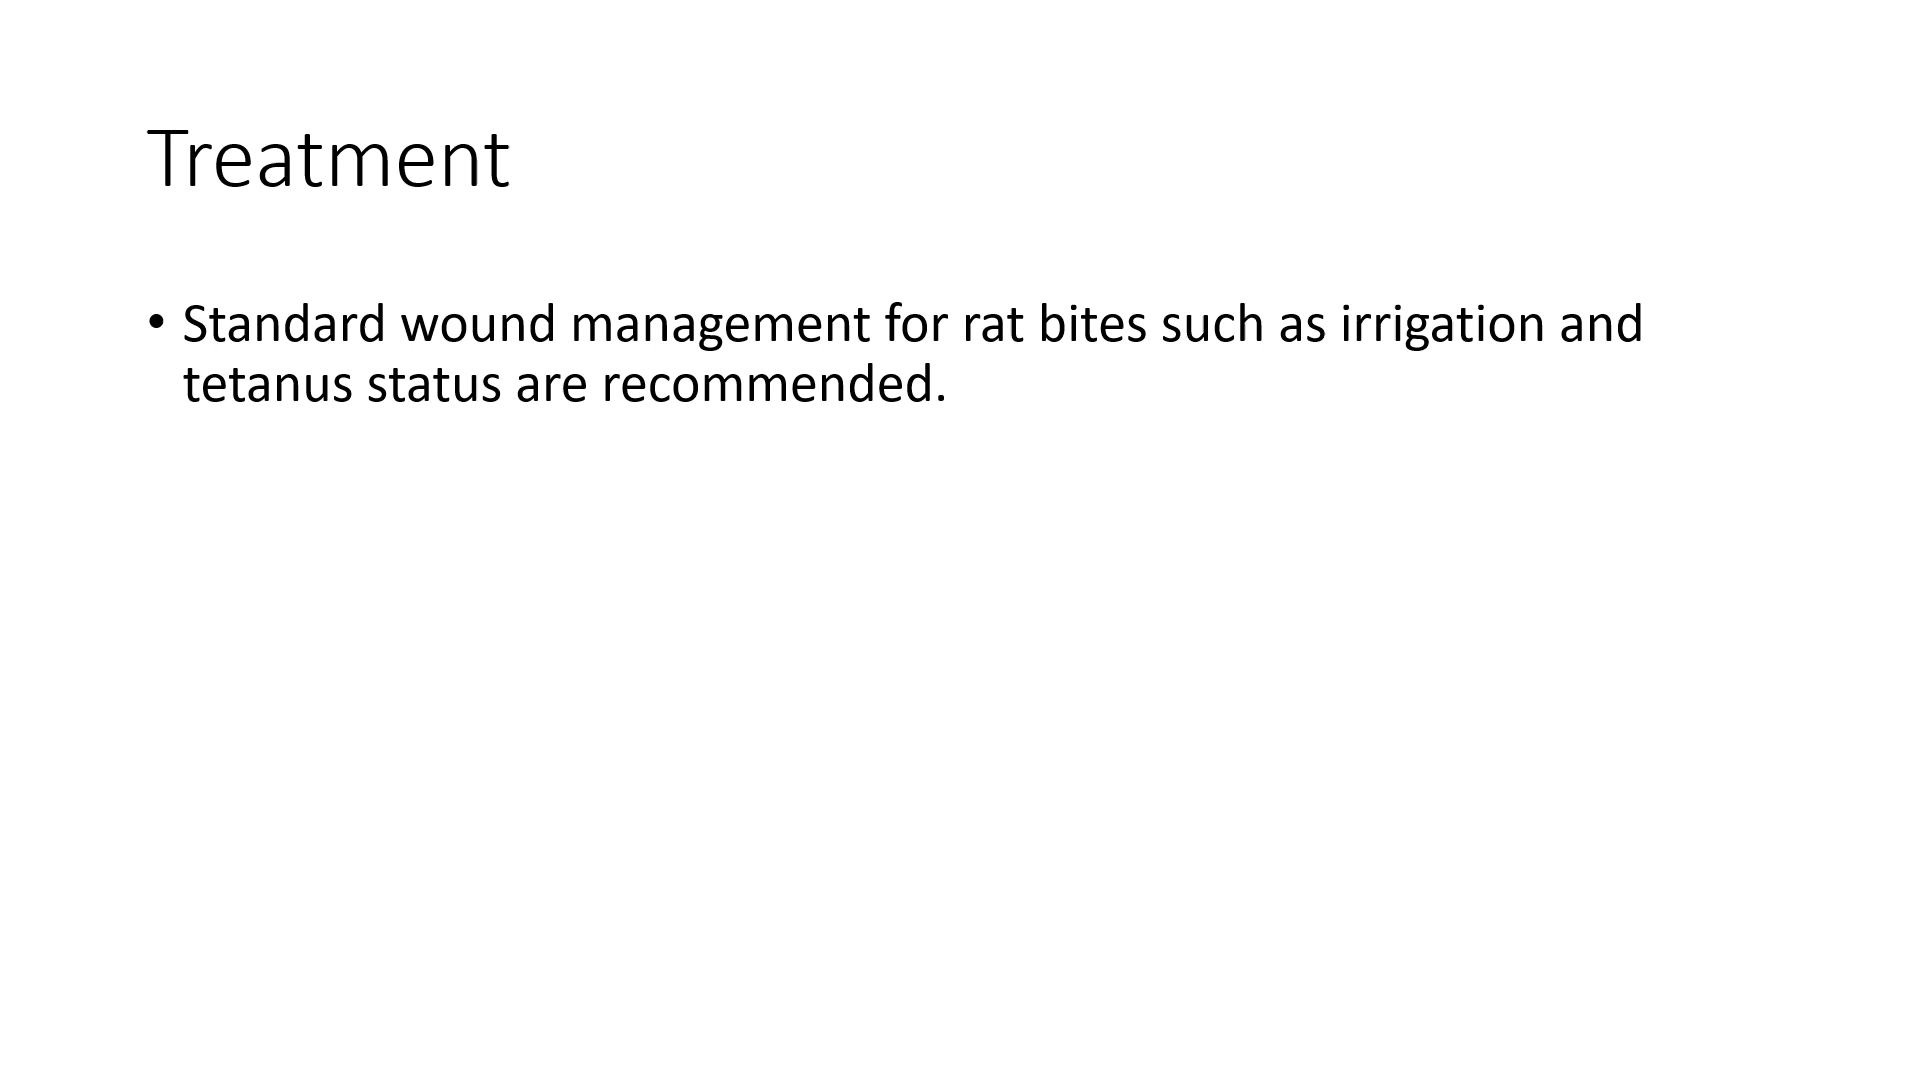 Treatment
• Standard wound management for rat bites such as irrigation and
tetanus status are recommended.